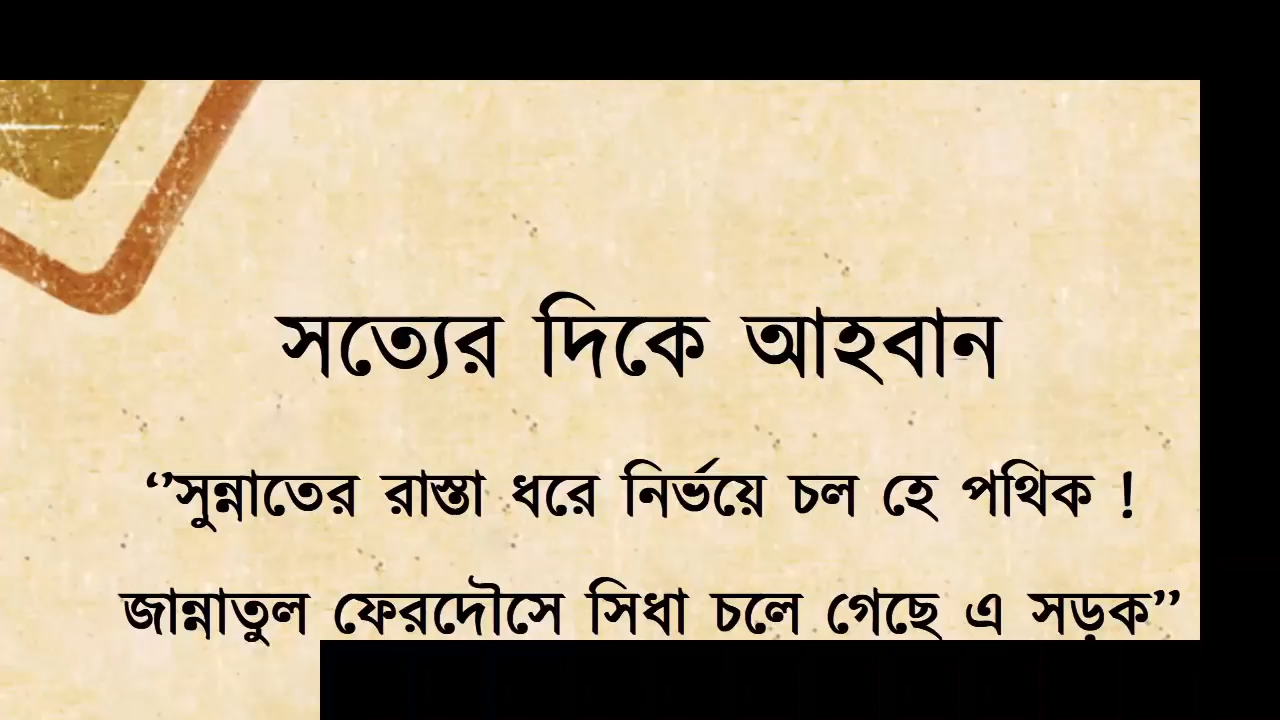 সত্যের দিকে আহবান
‘’সুন্নাতের রাস্তা ধরে নির্ভয়ে চল হে পথিক !
জান্নাতুল ফেরদৌসে সিধা চলে গেছে এ সড়ক’’